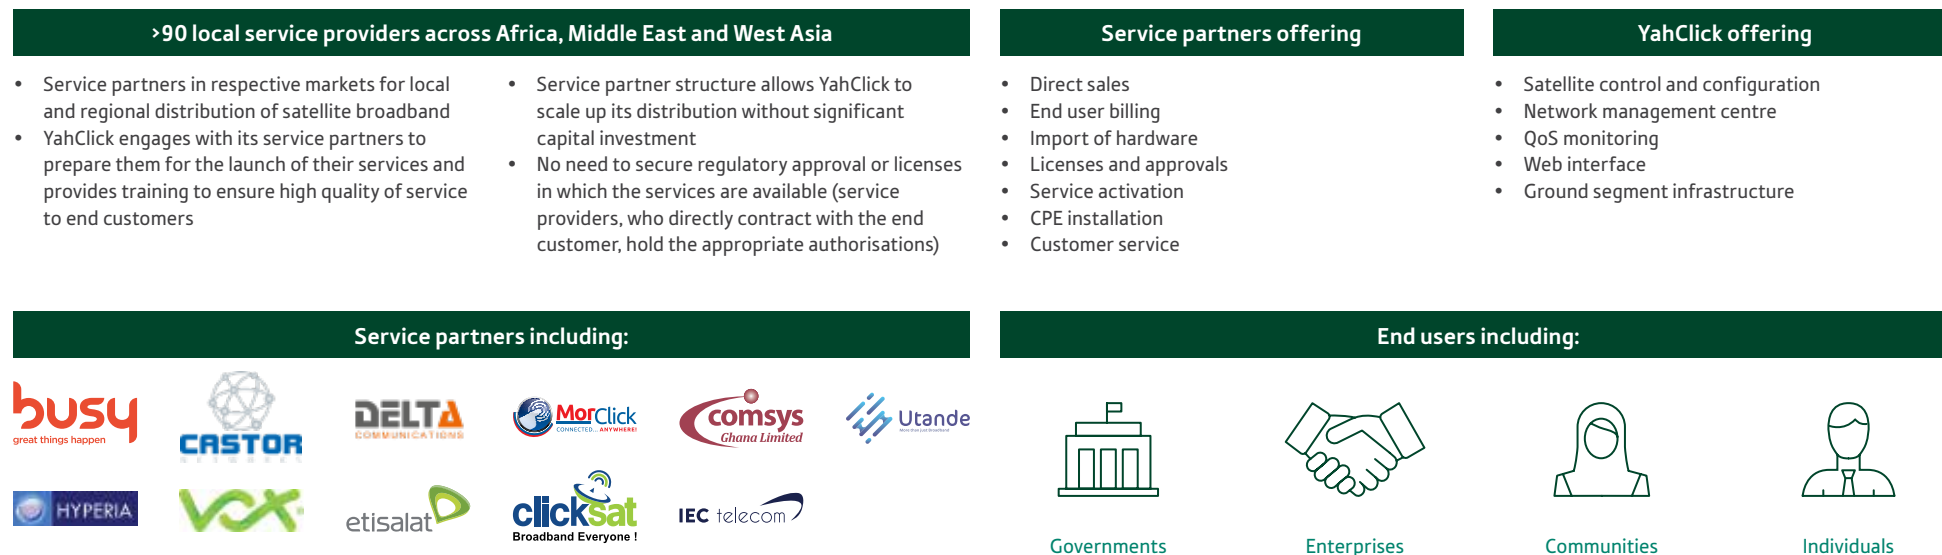 >90 local service providers across Africa, Middle East and West Asia
• Service partners in respective markets for local
and regional distribution of satellite broadband
• YahClick engages with its service partners to
prepare them for the launch of their services and
provides training to ensure high quality of service
to end customers
• Service partner structure allows YahClick to
scale up its distribution without significant
capital investment
• No need to secure regulatory approval or licenses
in which the services are available (service
providers, who directly contract with the end
customer, hold the appropriate authorisations)
Service partners offering
• Direct sales
• End user billing
• Import of hardware
• Licenses and approvals
• Service activation
• CPE installation
• Customer service
YahClick offering
• Satellite control and configuration
• Network management centre
• QoS monitoring
• Web interface
• Ground segment infrastructure
Service partners including:
busy
great things happen
CASTOR
NETWORKS
DELTA
COMMUNICATIONS
MorClick
CONNECTED... ANYWHERE!
comsys
Ghana Limited
Utande
More than just Broadband
HYPERIA
VOX
etisalat
clicksat
Broadband Everyone !
IEC telecom
End users including:
Governments
Enterprises
Communities
Individuals